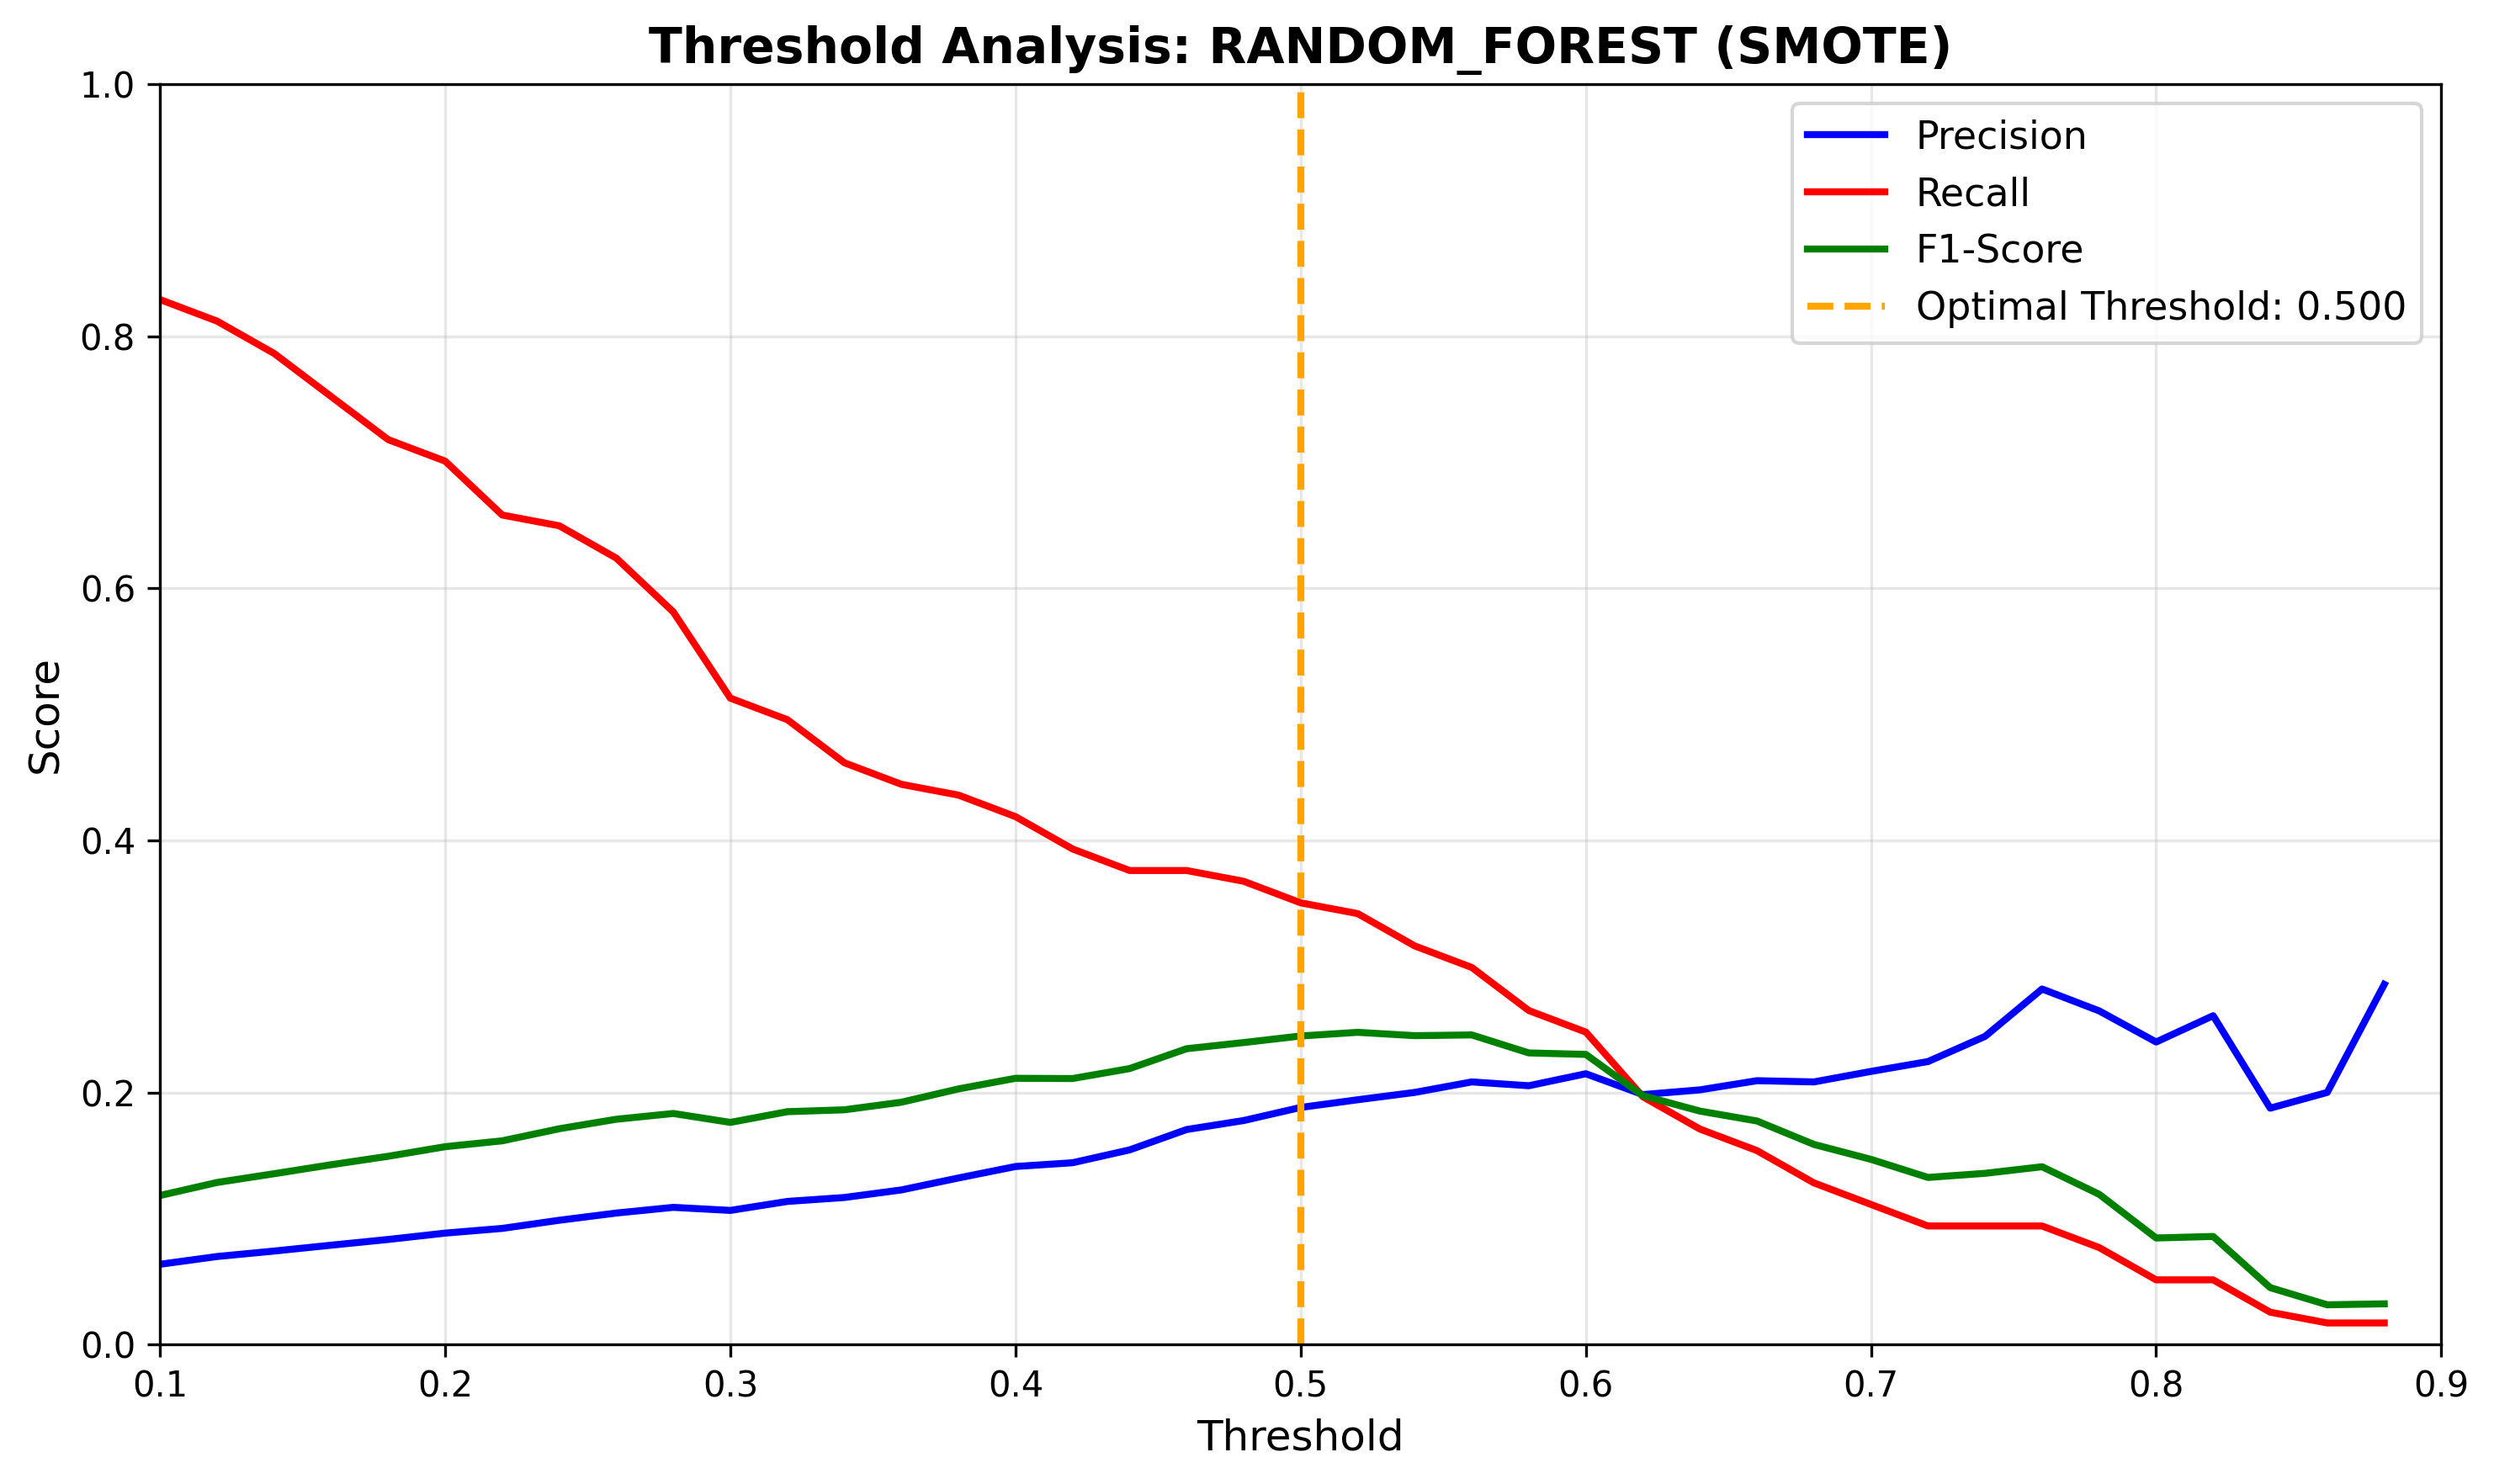 Threshold Analysis: RANDOM_FOREST (SMOTE)
1.0
0.8
0.6
0.4
0.2
0.0
Score
Precision
Recall
F1-Score
Optimal Threshold: 0.500
0.1 0.2 0.3 0.4 0.5 0.6 0.7 0.8 0.9
Threshold